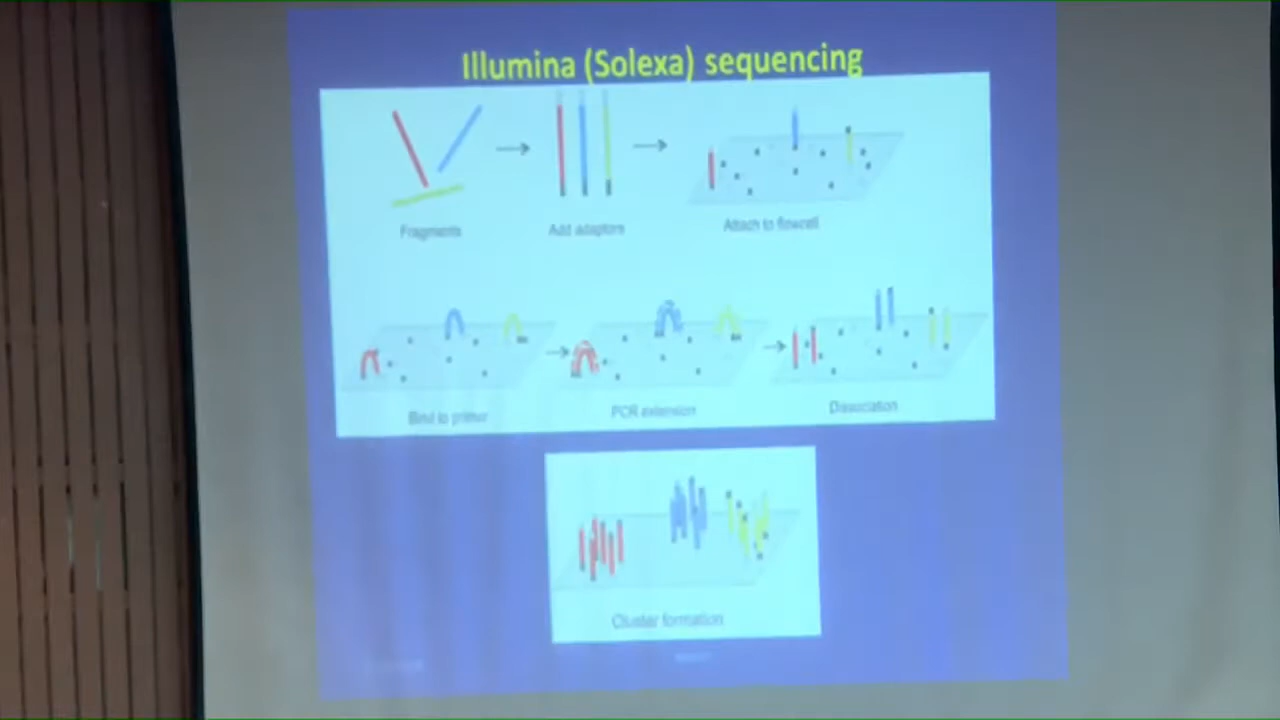 Illumina (Solexa) sequencing
Fragments
Add adaptors
Attach to flowcell
Bind to primer
PCR extension
Dissociation
Cluster formation